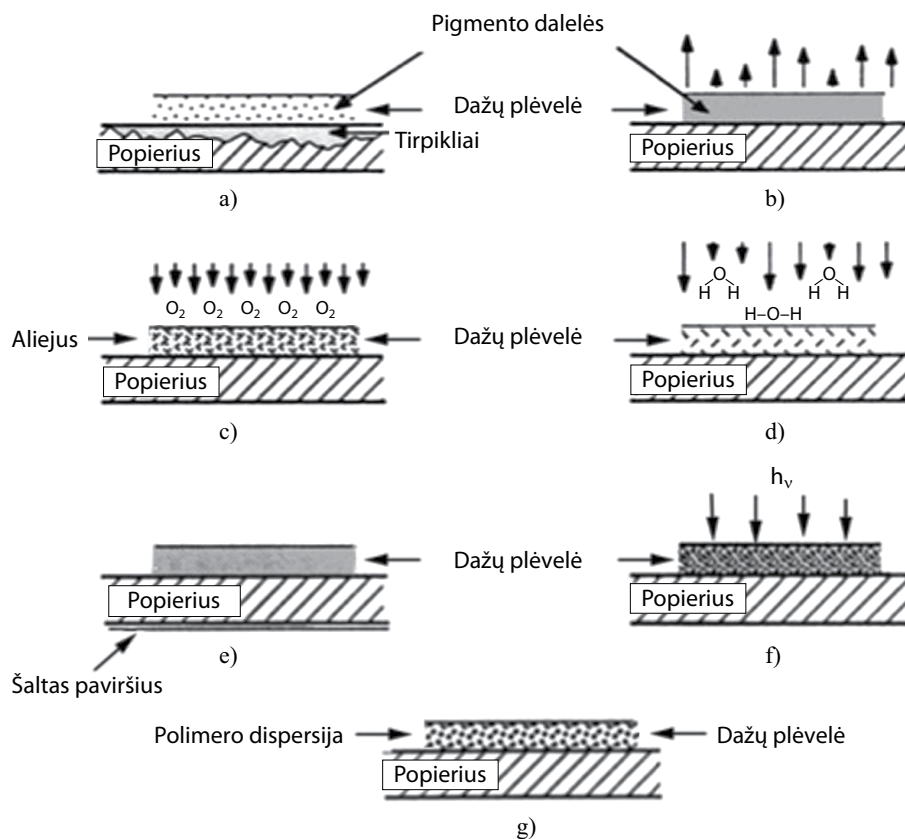 Pigmento dalelės
Dažų plėvelė
Tirpikliai
Popierius
Popierius
a)
b)
O₂ O₂ O₂ O₂ O₂
H O H
H O H
H–O–H
Aliejus
Dažų plėvelė
Popierius
Popierius
c)
d)
hν
Dažų plėvelė
Popierius
Popierius
e)
f)
Šaltas paviršius
Polimero dispersija
Dažų plėvelė
Popierius
g)